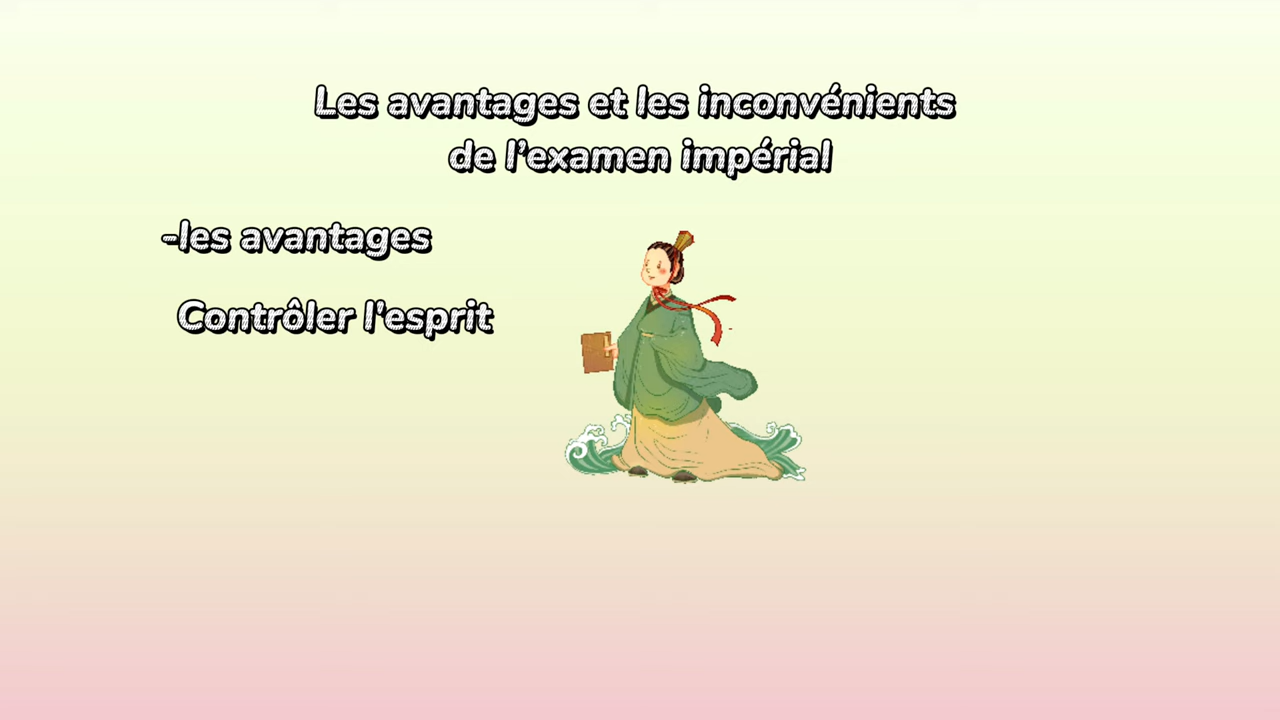 Les avantages et les inconvénients
de l'examen impérial
-les avantages
Contrôler l'esprit